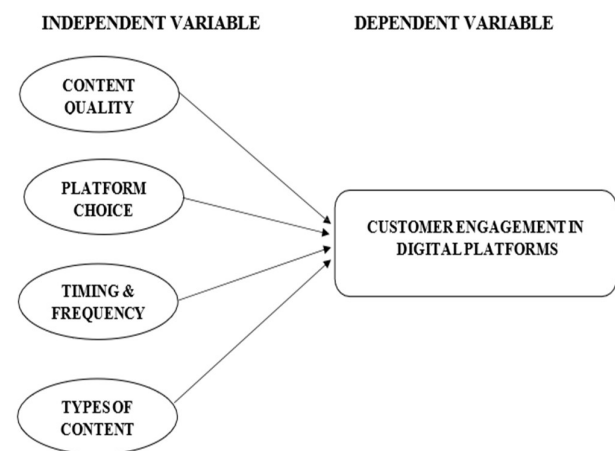 INDEPENDENT VARIABLE
DEPENDENT VARIABLE
CONTENT
QUALITY
PLATFORM
CHOICE
TIMING &
FREQUENCY
TYPES OF
CONTENT
CUSTOMER ENGAGEMENT IN
DIGITAL PLATFORMS